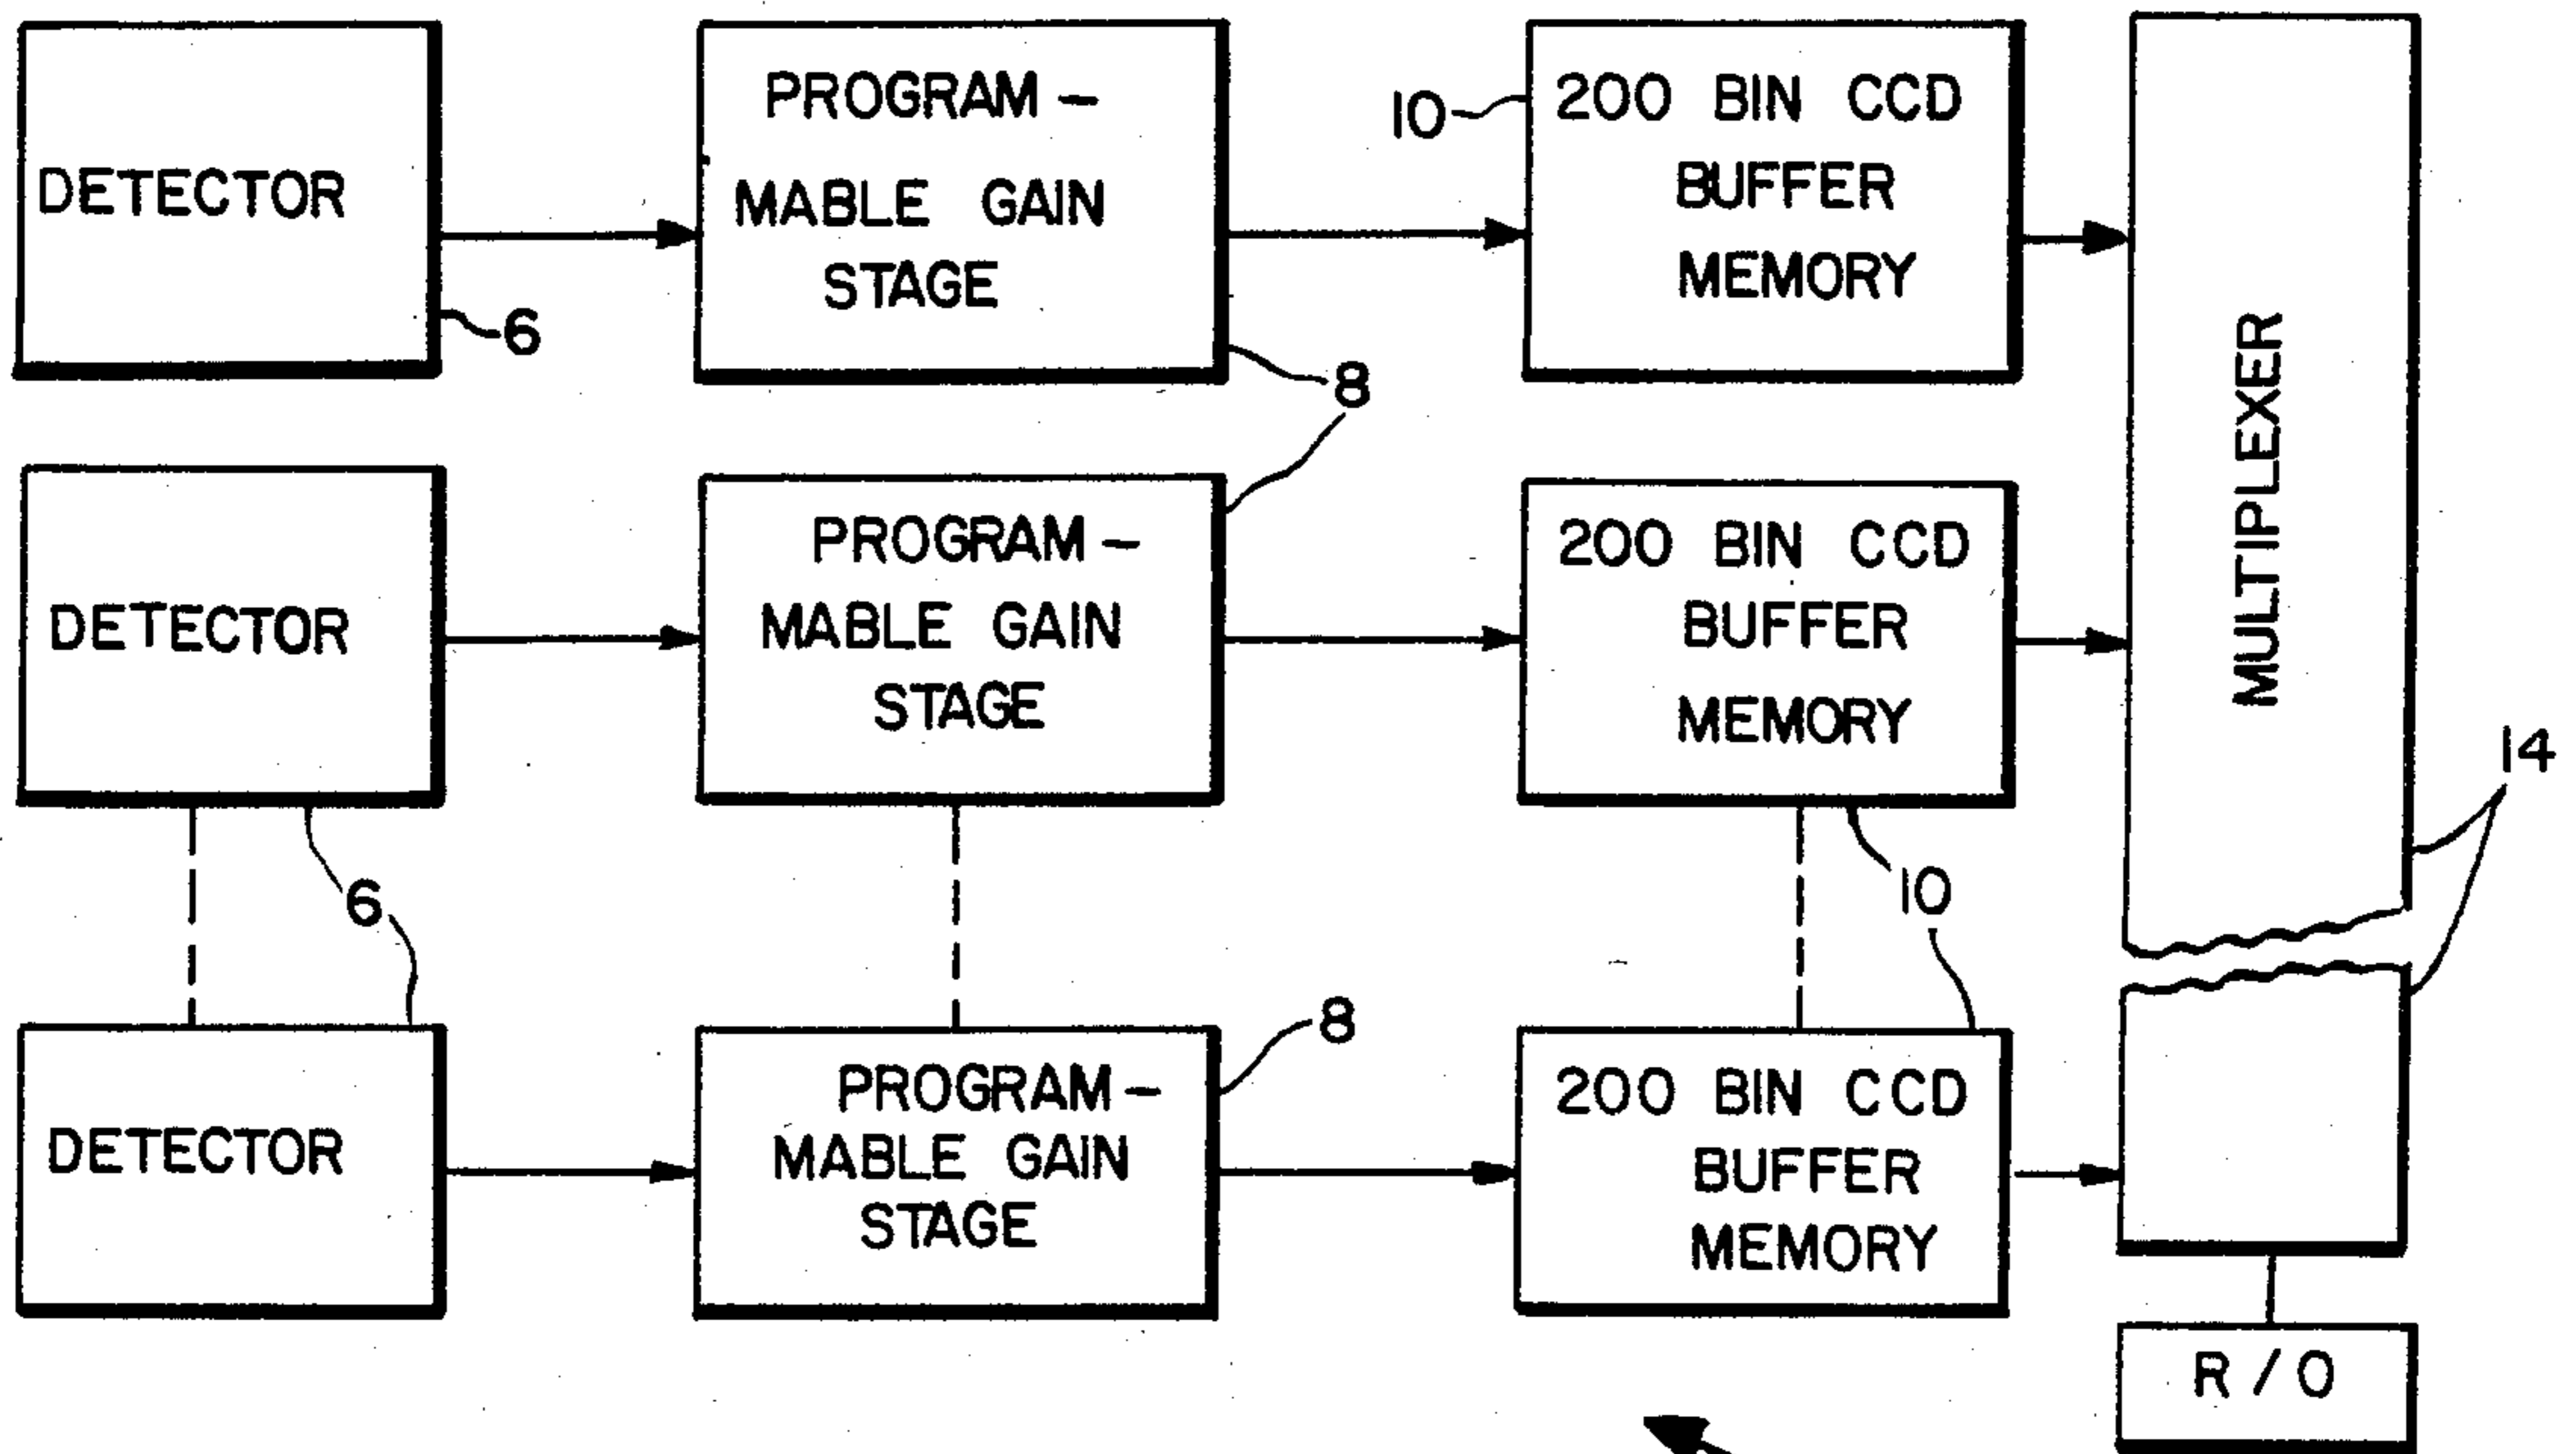 DETECTOR
6
PROGRAM-
MABLE GAIN
STAGE
8
10
200 BIN CCD
BUFFER
MEMORY
MULTIPLEXER
14
DETECTOR
6
PROGRAM-
MABLE GAIN
STAGE
200 BIN CCD
BUFFER
MEMORY
10
DETECTOR
PROGRAM-
MABLE GAIN
STAGE
8
200 BIN CCD
BUFFER
MEMORY
R/O